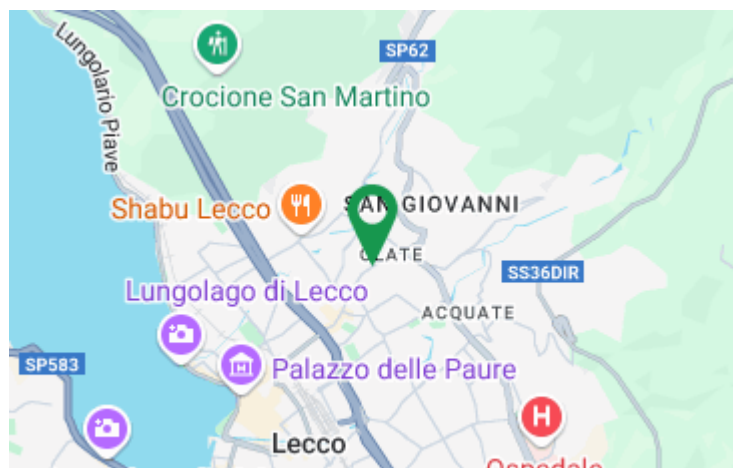 Lungolario Piave
SP62
Crocione San Martino
Shabu Lecco
SAN GIOVANNI
OLATE
SS36DIR
Lungolago di Lecco
ACQUATE
SP583
Palazzo delle Paure
H
Lecco
Ospedale